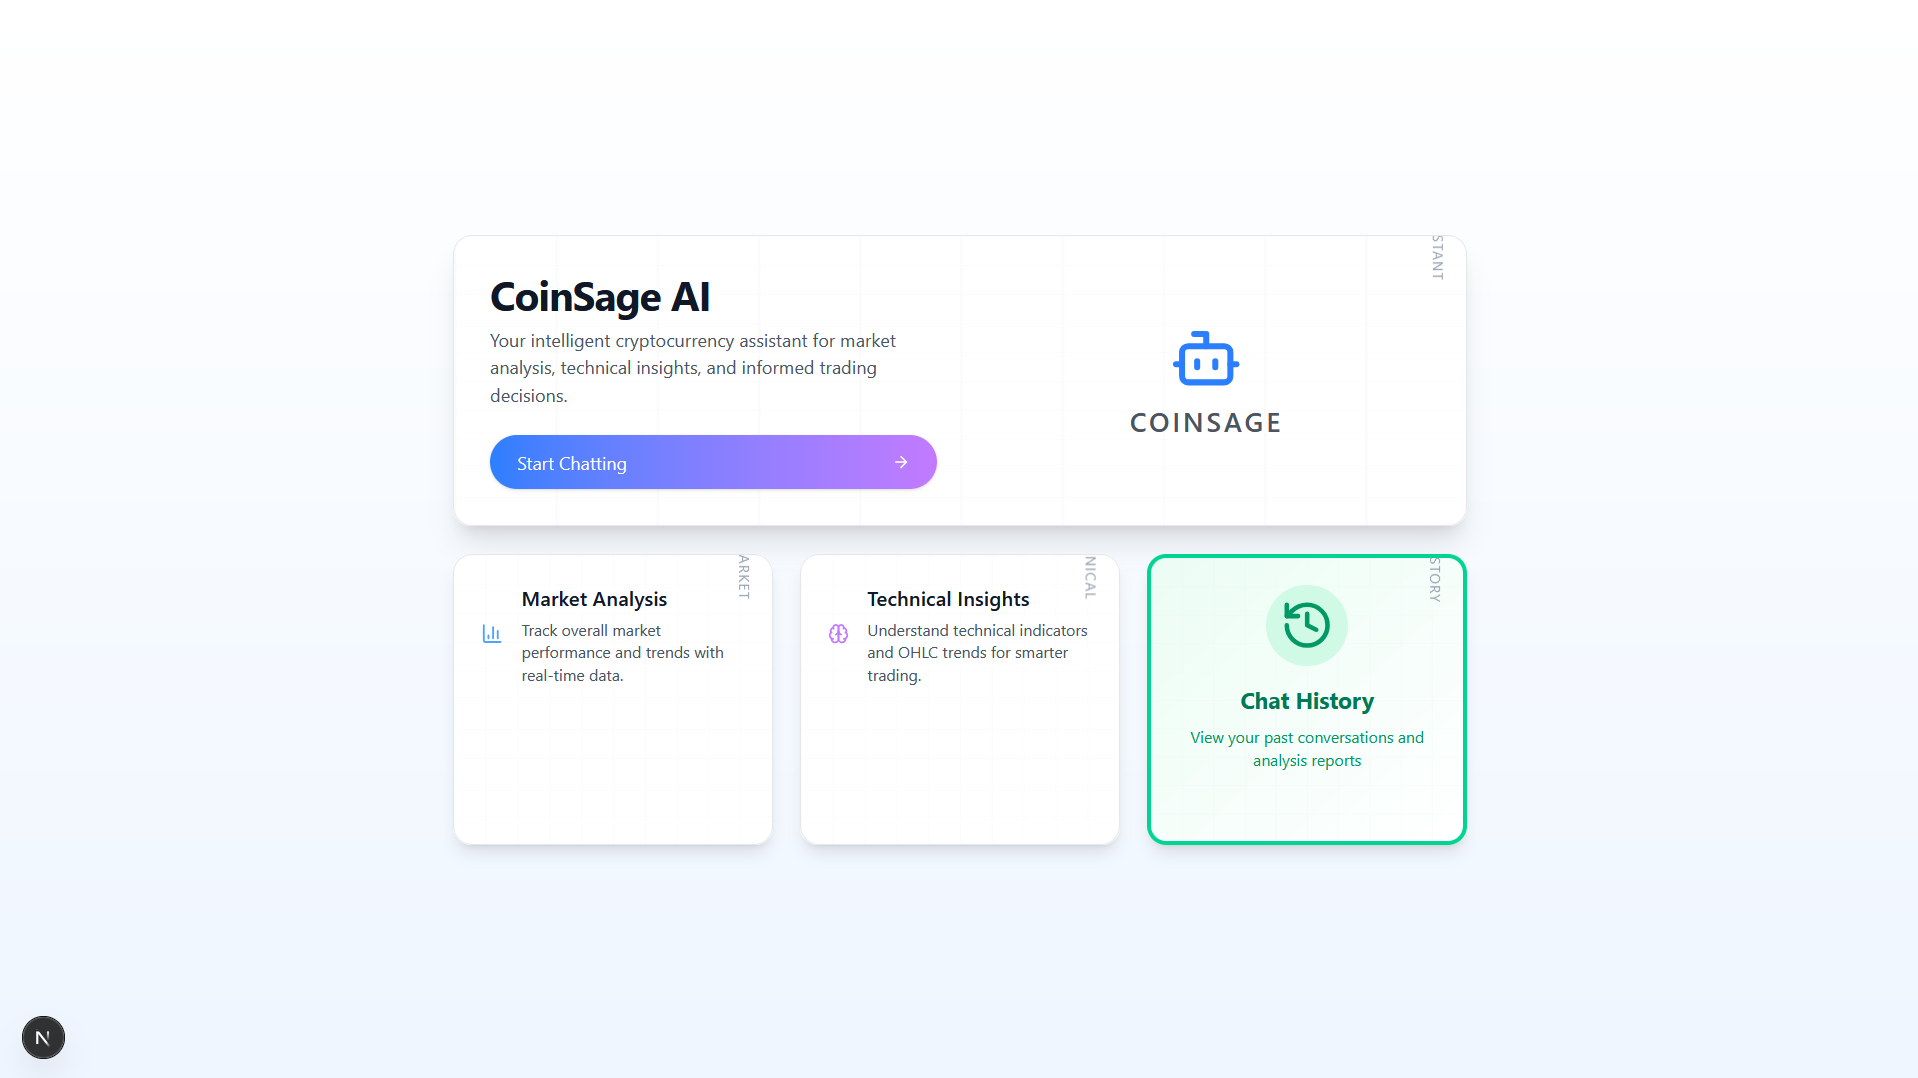 CoinSage AI
Your intelligent cryptocurrency assistant for market
analysis, technical insights, and informed trading
decisions.
Start Chatting
STANT
COINSAGE
ARKET
Market Analysis
Track overall market
performance and trends with
real-time data.
NICAL
Technical Insights
Understand technical indicators
and OHLC trends for smarter
trading.
STORY
Chat History
View your past conversations and
analysis reports
N